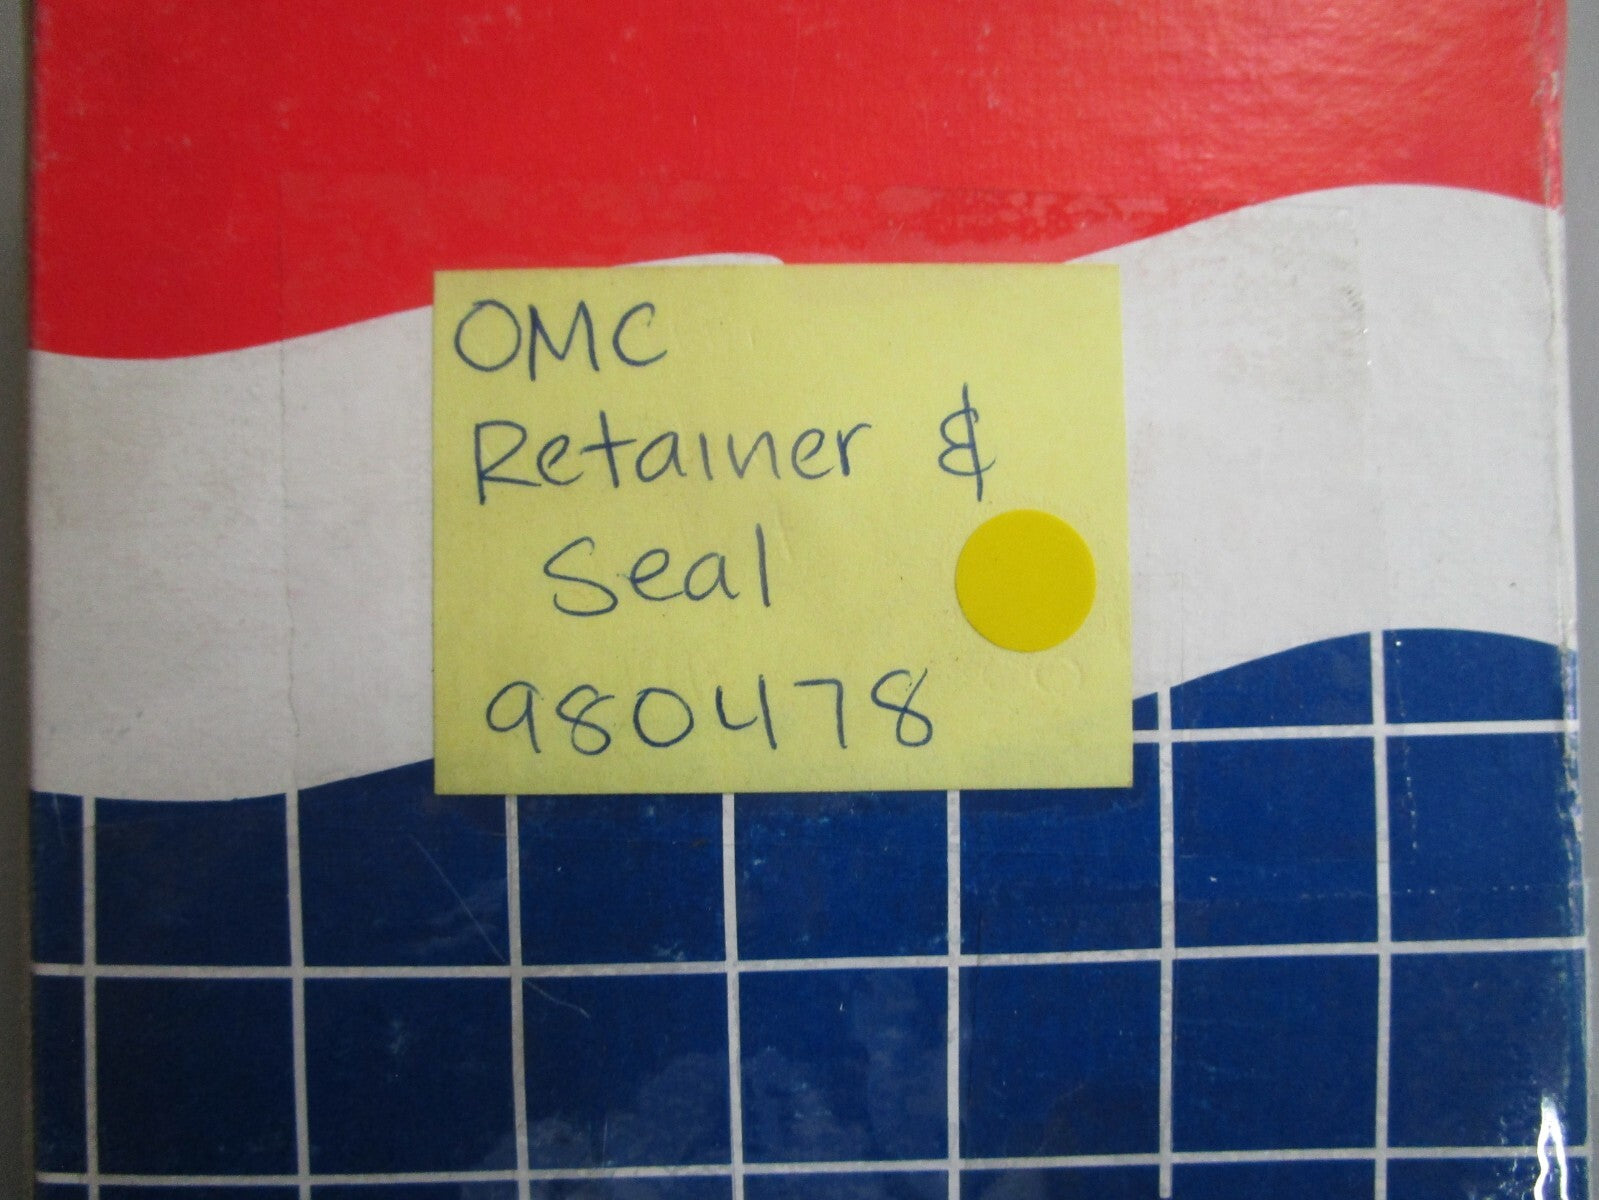 OMC
Retainer &
Seal
980478